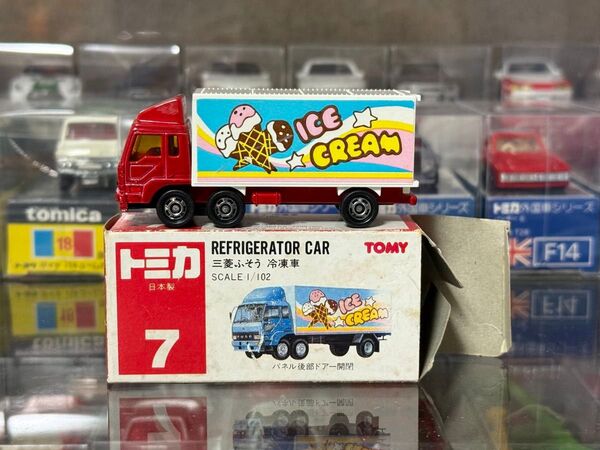 ICE
CREAM
tomica
18
トミカ
日本製
7
REFRIGERATOR CAR
三菱ふそう 冷凍車
SCALE 1/102
TOMY
ICE
CREAM
パネル後部ドアー開閉
トミカ外国車シリーズ
F14